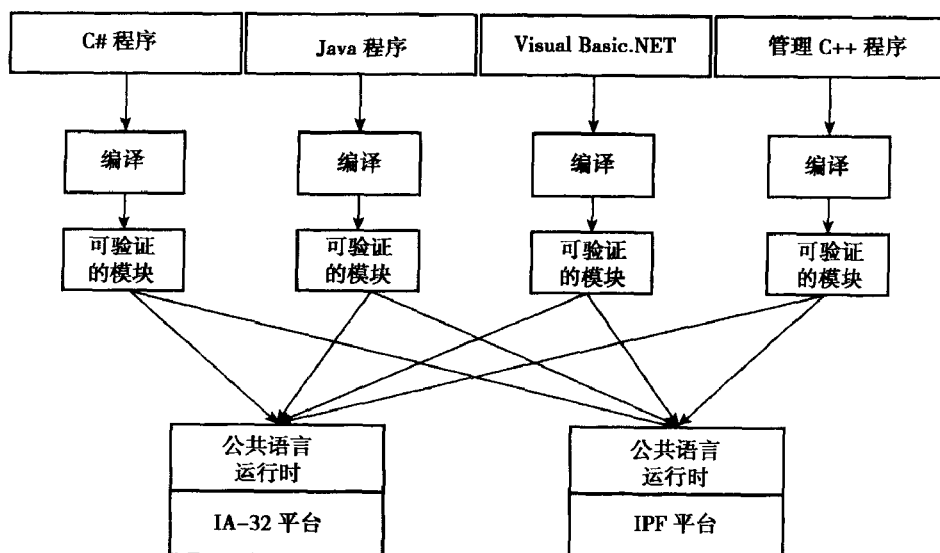 C# 程序
Java 程序
Visual Basic.NET
管理 C++ 程序
编译
编译
编译
编译
可验证
的模块
可验证
的模块
可验证
的模块
可验证
的模块
公共语言
运行时
公共语言
运行时
IA-32 平台
IPF 平台